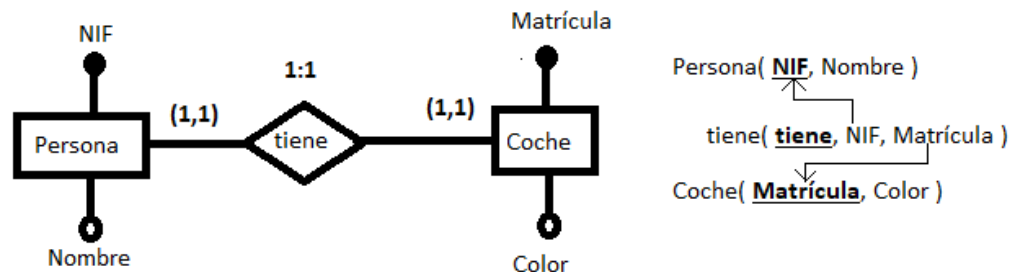 NIF
Matrícula
1:1
(1,1)
(1,1)
Persona
tiene
Coche
Nombre
Color
Persona( NIF, Nombre )
tiene( tiene, NIF, Matrícula )
Coche( Matrícula, Color )